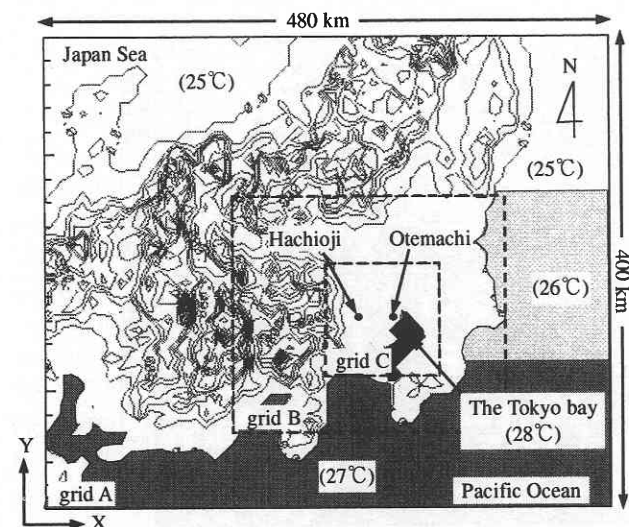 480 km
Japan Sea
(25℃)
N
(25℃)
400 km
Hachioji
Otemachi
(26℃)
grid C
grid B
The Tokyo bay
(28℃)
Y
(27℃)
grid A
Pacific Ocean
X